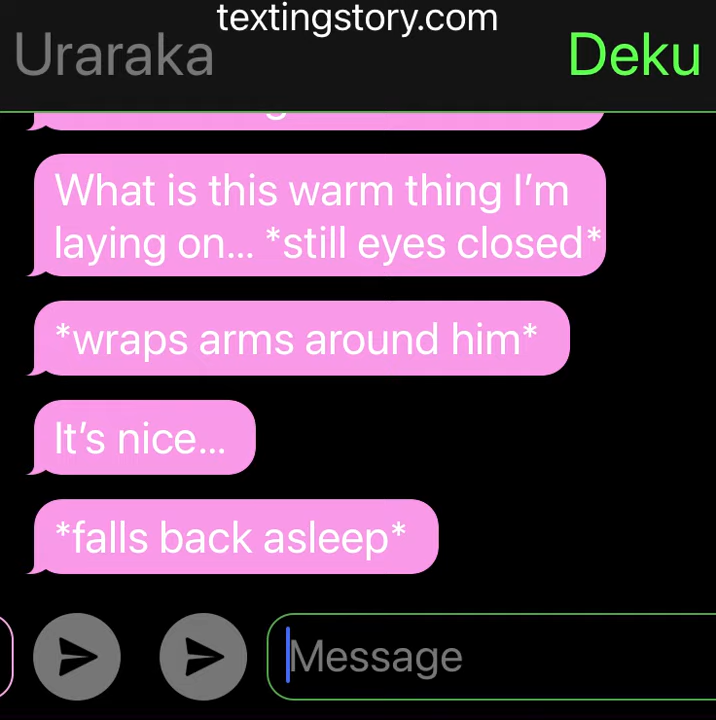 textingstory.com
Uraraka
Deku
What is this warm thing I’m
laying on... *still eyes closed*
*wraps arms around him*
It’s nice...
*falls back asleep*
Message